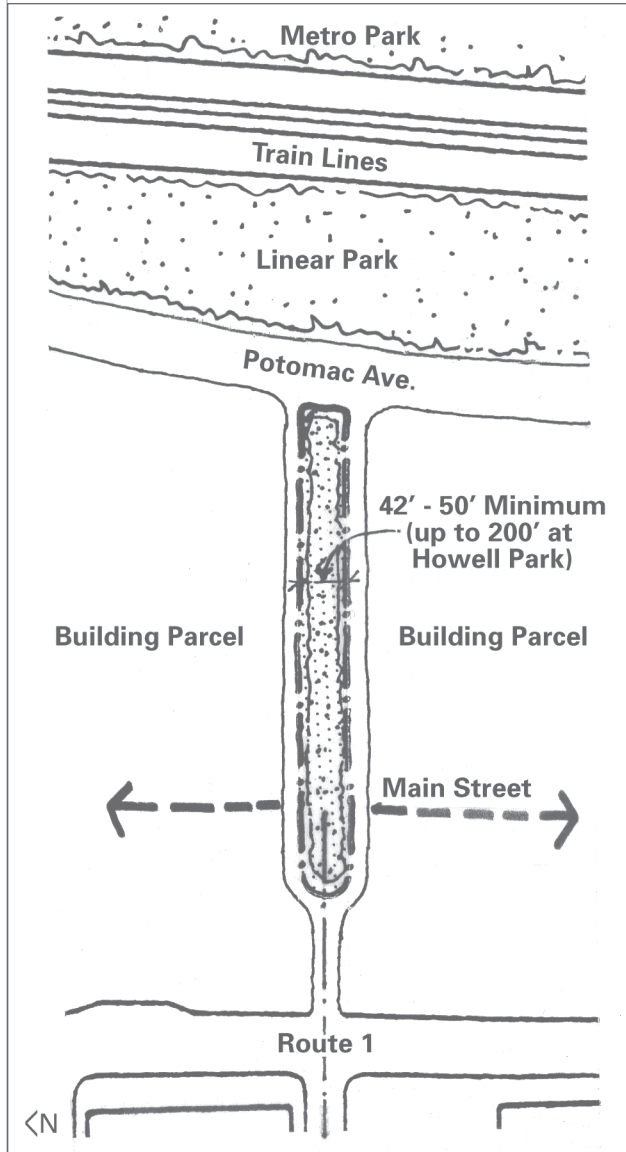 Metro Park
Train Lines
Linear Park
Potomac Ave.
42' - 50' Minimum
(up to 200' at
Howell Park)
Building Parcel
Building Parcel
Main Street
Route 1
<N